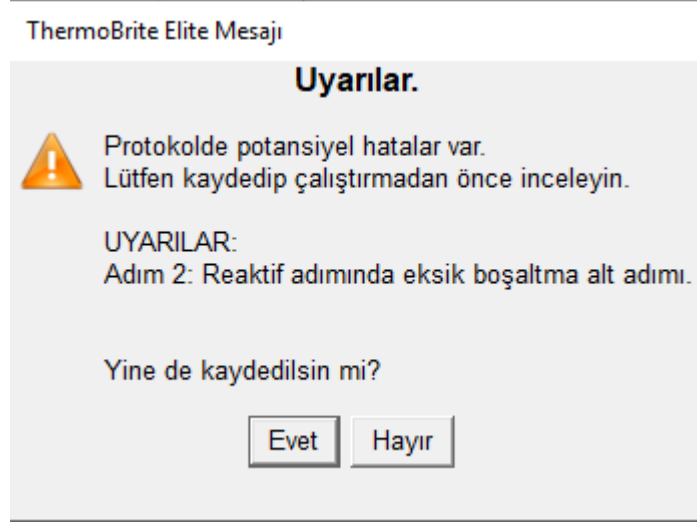 ThermoBrite Elite Mesajı
Uyarılar.
Protokolde potansiyel hatalar var.
Lütfen kaydedip çalıştırmadan önce inceleyin.
UYARILAR:
Adım 2: Reaktif adımında eksik boşaltma alt adımı.
Yine de kaydedilsin mi?
Evet
Hayır